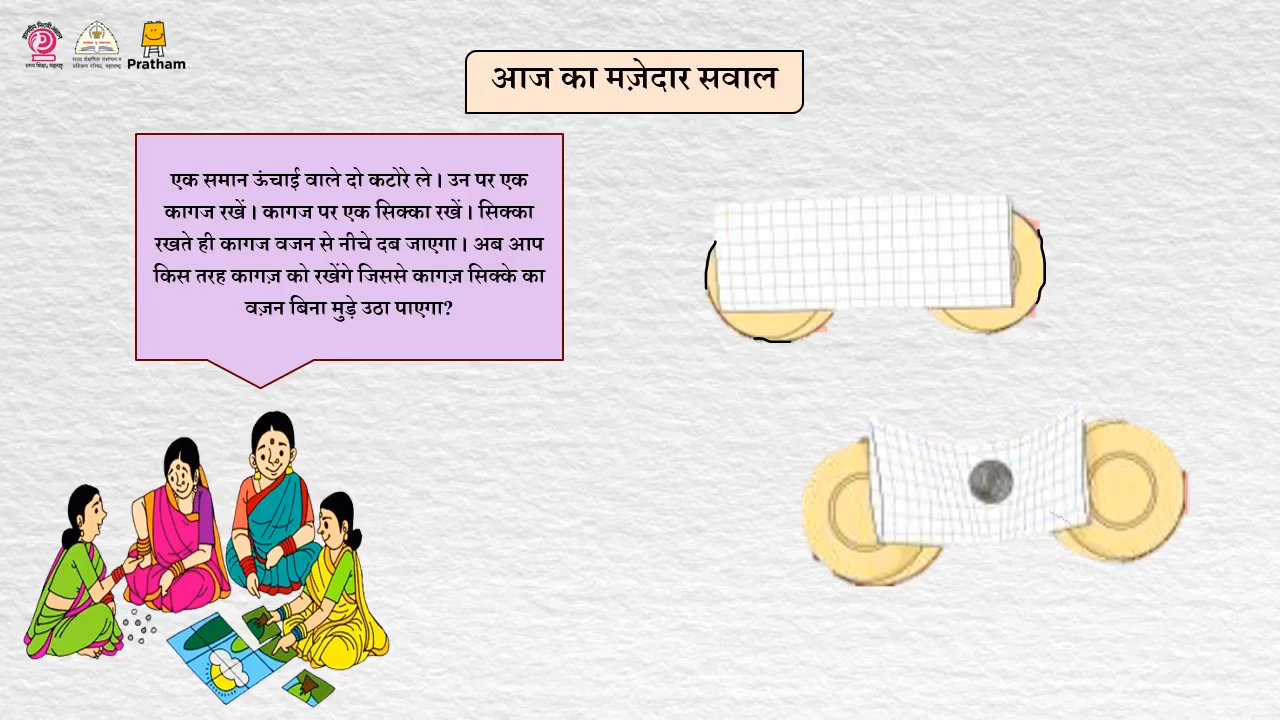 Pratham
आज का मज़ेदार सवाल
एक समान ऊंचाई वाले दो कटोरे ले। उन पर एक
कागज रखें। कागज पर एक सिक्का रखें। सिक्का
रखते ही कागज वजन से नीचे दब जाएगा। अब आप
किस तरह कागज़ को रखेंगे जिससे कागज़ सिक्के का
वज़न बिना मुड़े उठा पाएगा?